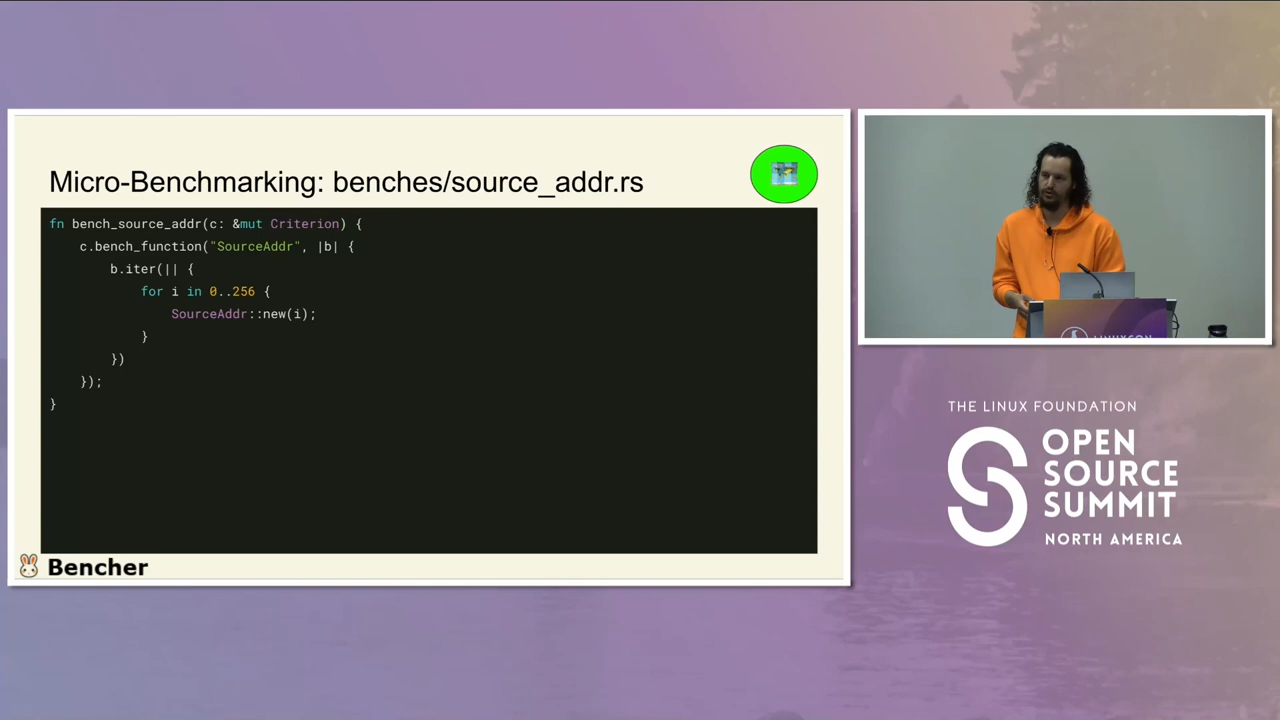 Micro-Benchmarking: benches/source_addr.rs
fn bench_source_addr(c: &mut Criterion) {
    c.bench_function("SourceAddr", |b| {
        b.iter(|| {
            for i in 0..256 {
                SourceAddr::new(i);
            }
        })
    });
}
Bencher
LINUXCON
THE LINUX FOUNDATION
OPEN
SOURCE
SUMMIT
NORTH AMERICA